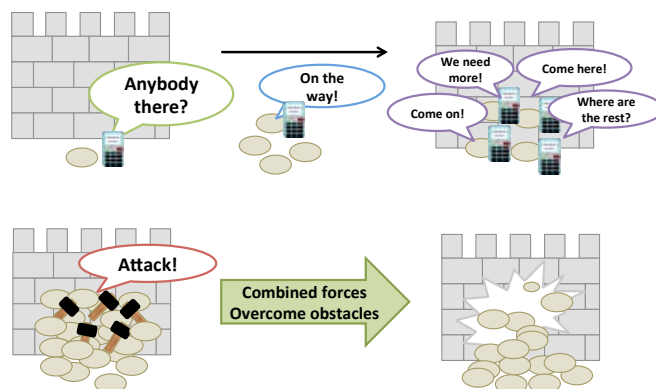 Anybody
there?
On the
way!
We need
more!
Come here!
Come on!
Where are
the rest?
Attack!
Combined forces
Overcome obstacles